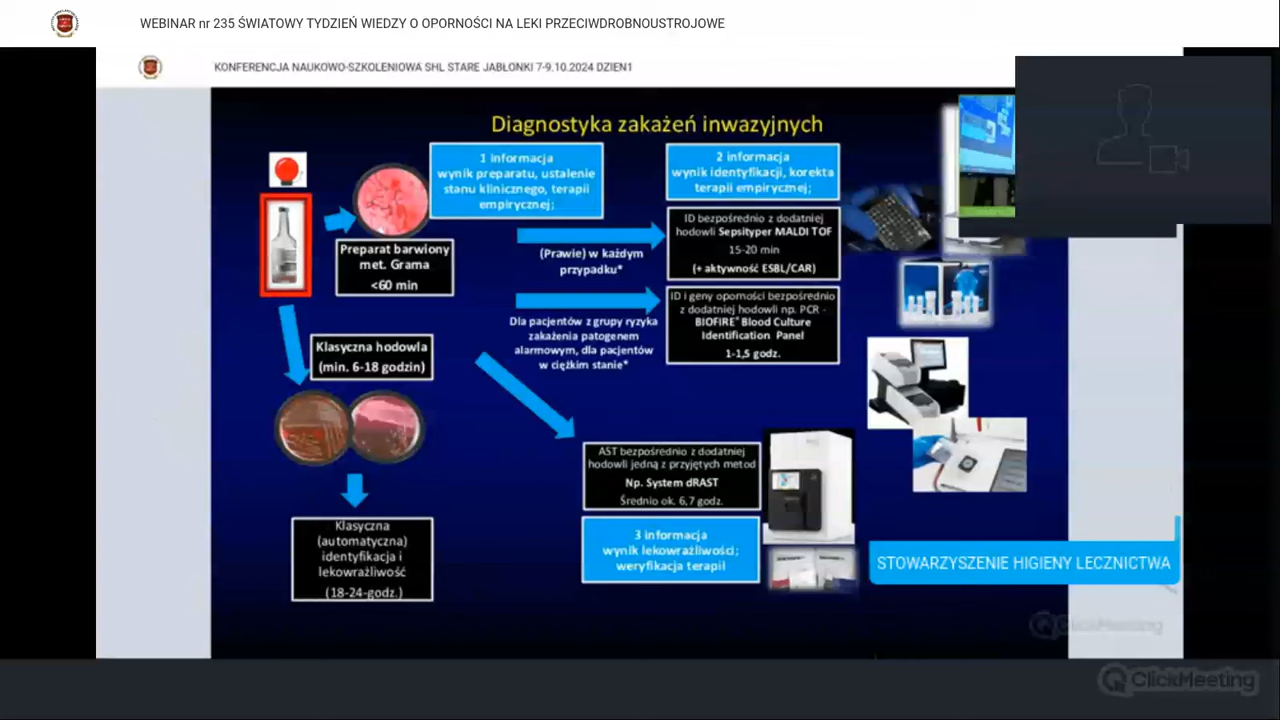 WEBINAR nr 235 ŚWIATOWY TYDZIEŃ WIEDZY O OPORNOŚCI NA LEKI PRZECIWDROBNOUSTROJOWE
KONFERENCJA NAUKOWO-SZKOLENIOWA SHL STARE JABŁONKI 7-9.10.2024 DZIEN1
Diagnostyka zakażeń inwazyjnych
1 informacja
wynik preparatu, ustalenie
stanu klinicznego, terapii
empirycznej;
2 informacja
wynik identyfikacji, korekta
terapii empirycznej;
Preparat barwiony
met. Grama
<60 min
(Prawie) w każdym
przypadku*
ID bezpośrednio z dodatniej
hodowli Sepsityper MALDI TOF
15-20 min
(+ aktywność ESBL/CAR)
Dla pacjentów z grupy ryzyka
zakażenia patogenem
alarmowym, dla pacjentów
w ciężkim stanie*
ID i geny oporności bezpośrednio
z dodatniej hodowli np. PCR -
BIOFIRE® Blood Culture
Identification Panel
1-1,5 godz.
Klasyczna hodowla
(min. 6-18 godzin)
AST bezpośrednio z dodatniej
hodowli jedną z przyjętych metod
Np. System dRAST
Średnio ok. 6,7 godz.
3 informacja
wynik lekowrażliwości;
weryfikacja terapii
Klasyczna
(automatyczna)
identyfikacja i
lekowrażliwość
(18-24-godz.)
STOWARZYSZENIE HIGIENY LECZNICTWA
ClickMeeting
ClickMeeting